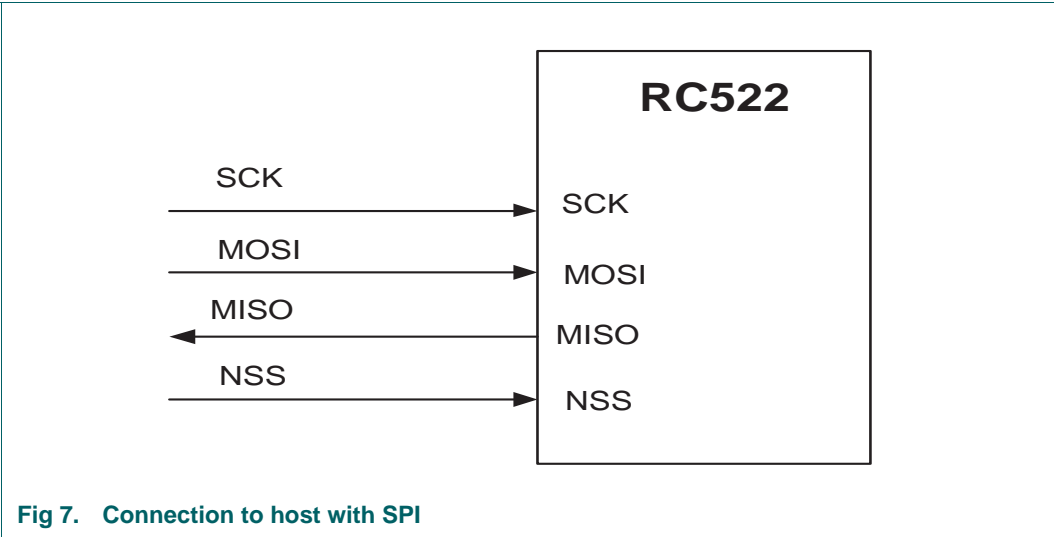 RC522
SCK
SCK
MOSI
MOSI
MISO
MISO
NSS
NSS
Fig 7. Connection to host with SPI